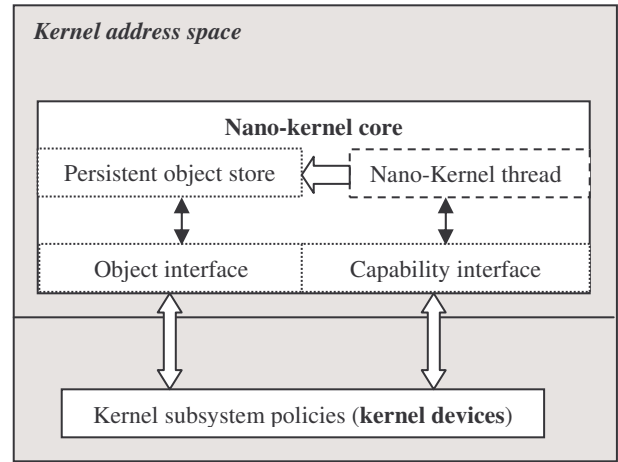 Kernel address space
Nano-kernel core
Persistent object store
Nano-Kernel thread
Object interface
Capability interface
Kernel subsystem policies (kernel devices)